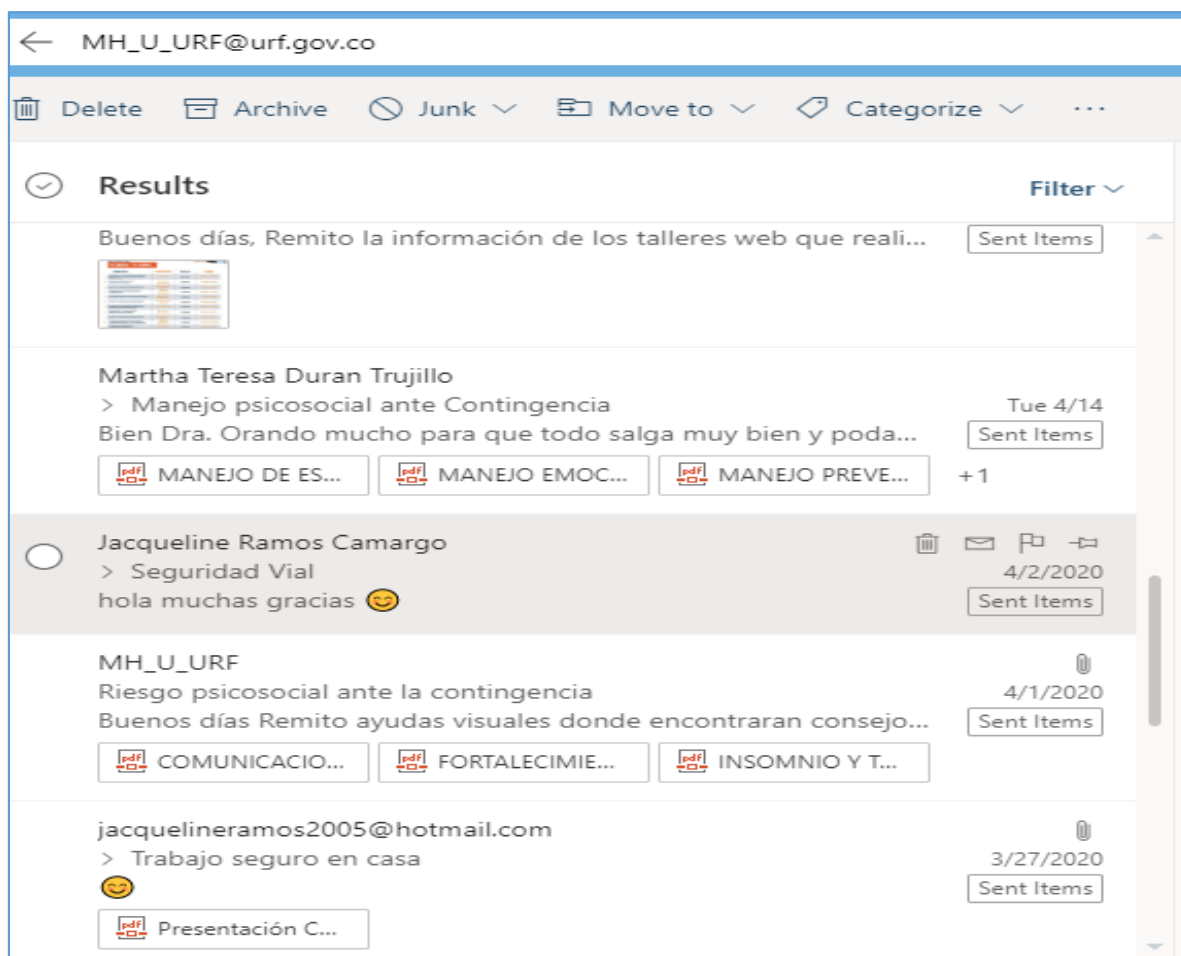 MH_U_URF@urf.gov.co
Delete Archive Junk Move to Categorize ...
Results Filter
Buenos días, Remito la información de los talleres web que reali... Sent Items
Martha Teresa Duran Trujillo
> Manejo psicosocial ante Contingencia Tue 4/14
Bien Dra. Orando mucho para que todo salga muy bien y poda... Sent Items
MANEJO DE ES... MANEJO EMOC... MANEJO PREVE... +1
Jacqueline Ramos Camargo
> Seguridad Vial 4/2/2020
hola muchas gracias 😊 Sent Items
MH_U_URF
Riesgo psicosocial ante la contingencia 4/1/2020
Buenos días Remito ayudas visuales donde encontraran consejo... Sent Items
COMUNICACIO... FORTALECIMIE... INSOMNIO Y T...
jacquelineramos2005@hotmail.com
> Trabajo seguro en casa 3/27/2020
😊 Sent Items
Presentación C...